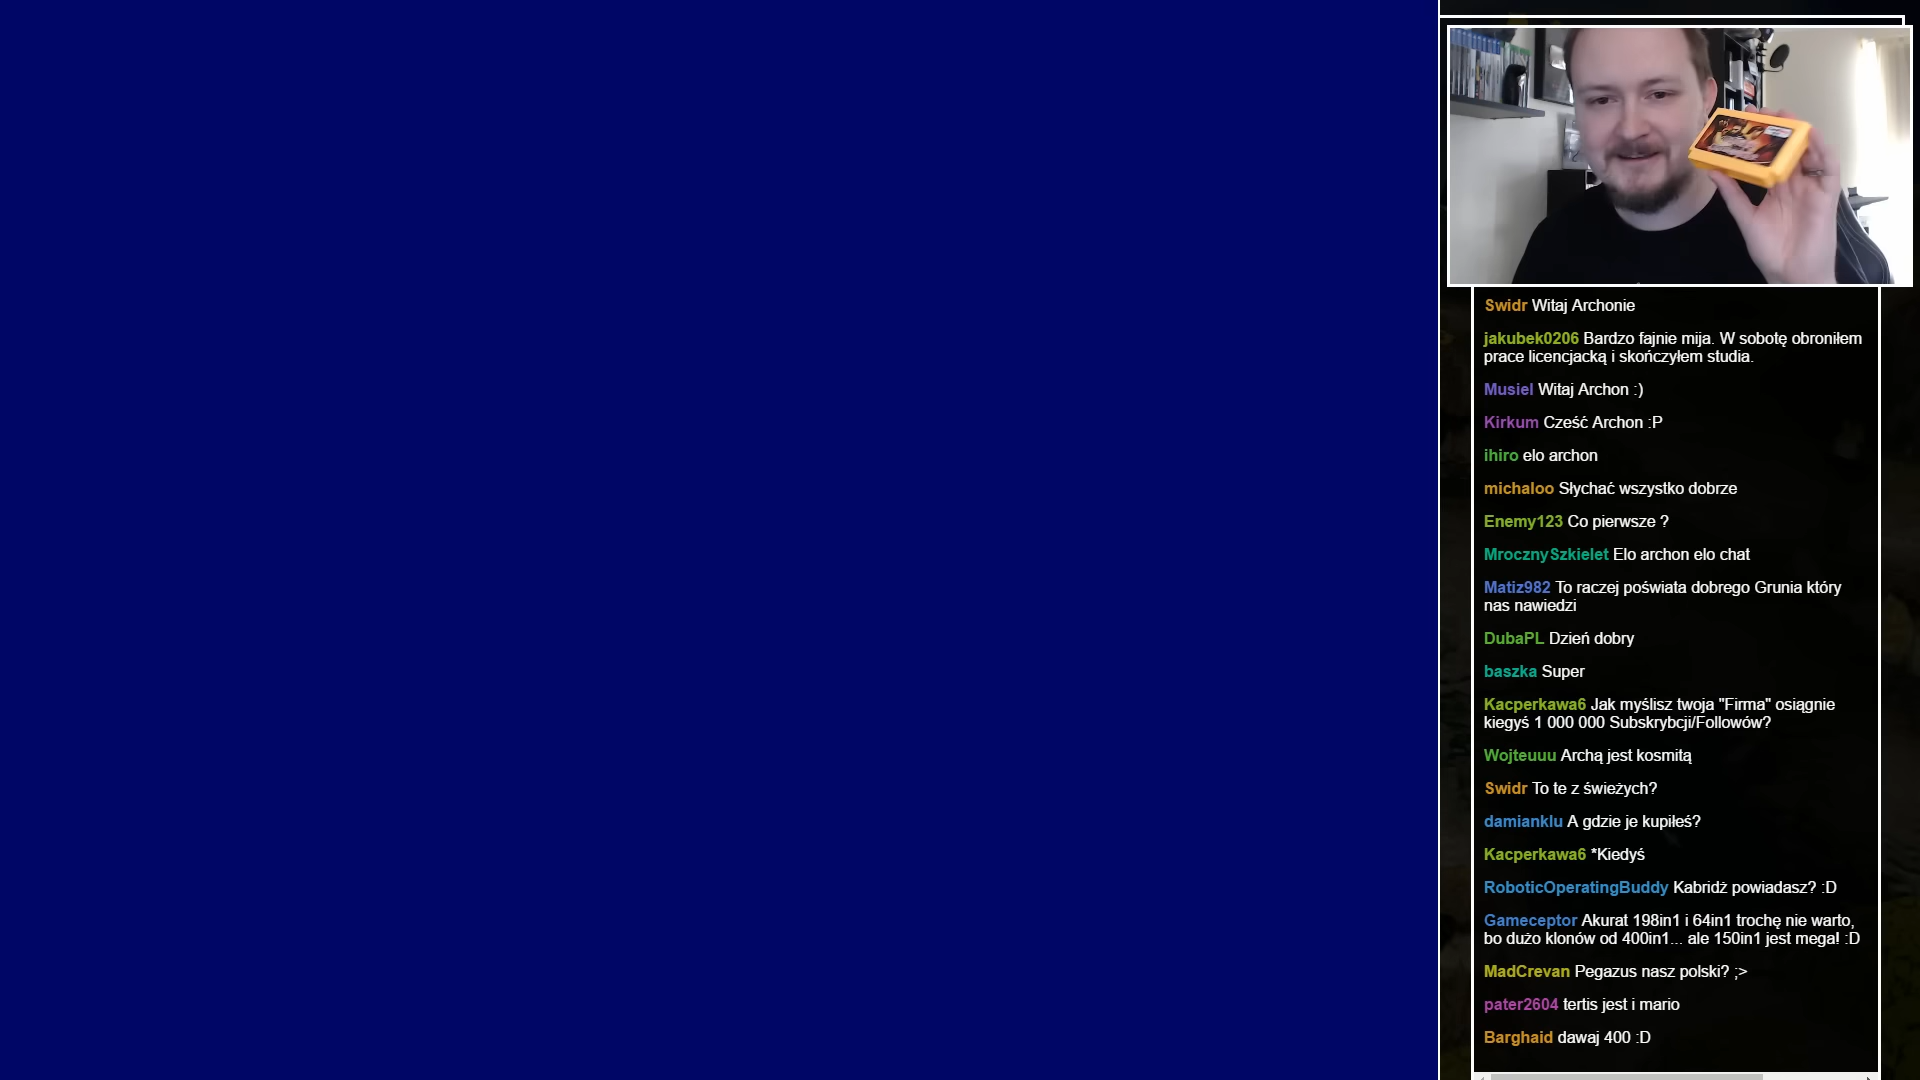 Swidr Witaj Archonie
jakubek0206 Bardzo fajnie mija. W sobotę obroniłem
prace licencjacką i skończyłem studia.
Musiel Witaj Archon :)
Kirkum Cześć Archon :P
ihiro elo archon
michaloo Słychać wszystko dobrze
Enemy123 Co pierwsze ?
MrocznySzkielet Elo archon elo chat
Matiz982 To raczej poświata dobrego Grunia który
nas nawiedzi
DubaPL Dzień dobry
baszka Super
Kacperkawa6 Jak myślisz twoja "Firma" osiągnie
kiegyś 1 000 000 Subskrybcji/Followów?
Wojteuuu Archą jest kosmitą
Swidr To te z świeżych?
damianklu A gdzie je kupiłeś?
Kacperkawa6 *Kiedyś
RoboticOperatingBuddy Kabridż powiadasz? :D
Gameceptor Akurat 198in1 i 64in1 trochę nie warto,
bo dużo klonów od 400in1... ale 150in1 jest mega! :D
MadCrevan Pegazus nasz polski? ;>
pater2604 tertis jest i mario
Barghaid dawaj 400 :D